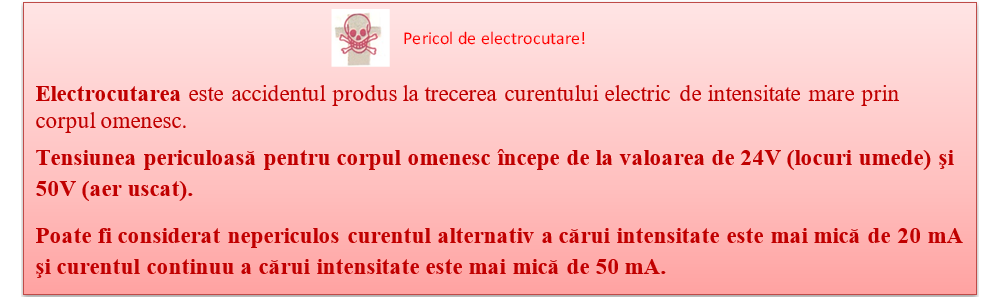 Pericol de electrocutare!
Electrocutarea este accidentul produs la trecerea curentului electric de intensitate mare prin
corpul omenesc.
Tensiunea periculoasă pentru corpul omenesc începe de la valoarea de 24V (locuri umede) şi
50V (aer uscat).
Poate fi considerat nepericulos curentul alternativ a cărui intensitate este mai mică de 20 mA
şi curentul continuu a cărui intensitate este mai mică de 50 mA.